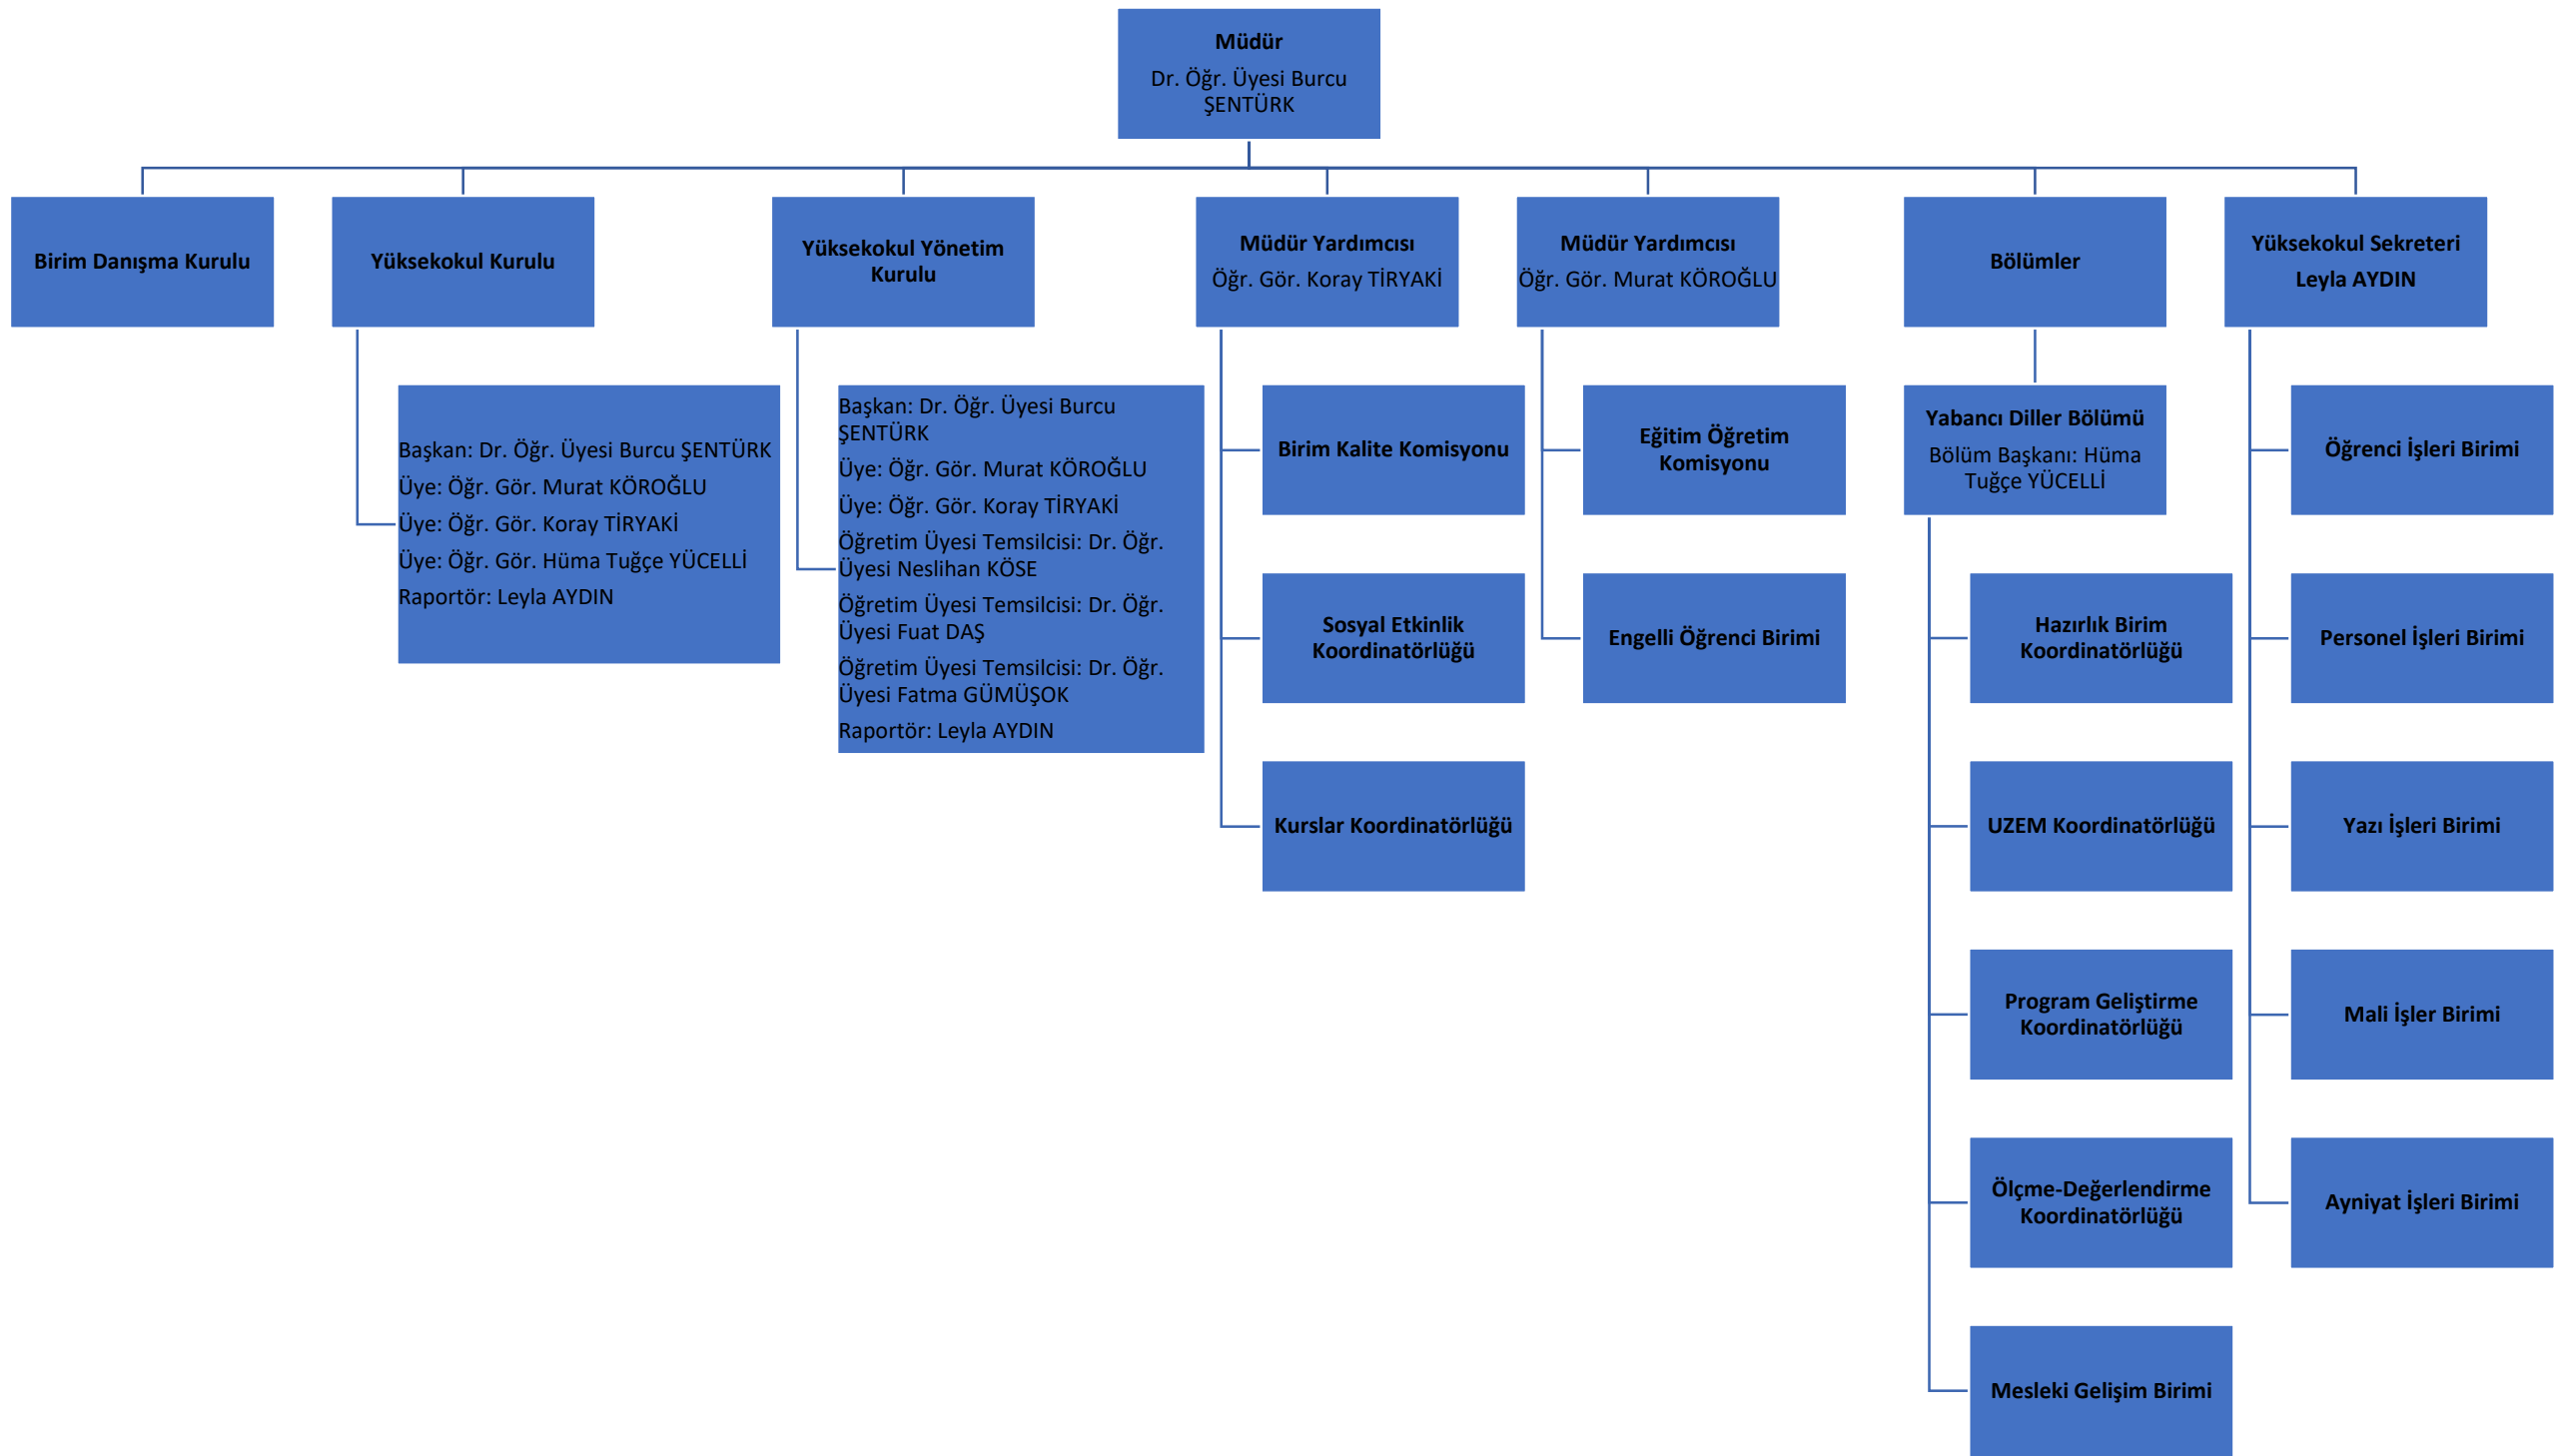 Müdür
Dr. Öğr. Üyesi Burcu
ŞENTÜRK
Birim Danışma Kurulu
Yüksekokul Kurulu
Başkan: Dr. Öğr. Üyesi Burcu ŞENTÜRK
Üye: Öğr. Gör. Murat KÖROĞLU
Üye: Öğr. Gör. Koray TİRYAKİ
Üye: Öğr. Gör. Hüma Tuğçe YÜCELLİ
Raportör: Leyla AYDIN
Yüksekokul Yönetim
Kurulu
Başkan: Dr. Öğr. Üyesi Burcu
ŞENTÜRK
Üye: Öğr. Gör. Murat KÖROĞLU
Üye: Öğr. Gör. Koray TİRYAKİ
Öğretim Üyesi Temsilcisi: Dr. Öğr.
Üyesi Neslihan KÖSE
Öğretim Üyesi Temsilcisi: Dr. Öğr.
Üyesi Fuat DAŞ
Öğretim Üyesi Temsilcisi: Dr. Öğr.
Üyesi Fatma GÜMÜŞOK
Raportör: Leyla AYDIN
Müdür Yardımcısı
Öğr. Gör. Koray TİRYAKİ
Birim Kalite Komisyonu
Sosyal Etkinlik
Koordinatörlüğü
Kurslar Koordinatörlüğü
Müdür Yardımcısı
Öğr. Gör. Murat KÖROĞLU
Eğitim Öğretim
Komisyonu
Engelli Öğrenci Birimi
Bölümler
Yabancı Diller Bölümü
Bölüm Başkanı: Hüma
Tuğçe YÜCELLİ
Hazırlık Birim
Koordinatörlüğü
UZEM Koordinatörlüğü
Program Geliştirme
Koordinatörlüğü
Ölçme-Değerlendirme
Koordinatörlüğü
Mesleki Gelişim Birimi
Yüksekokul Sekreteri
Leyla AYDIN
Öğrenci İşleri Birimi
Personel İşleri Birimi
Yazı İşleri Birimi
Mali İşler Birimi
Ayniyat İşleri Birimi